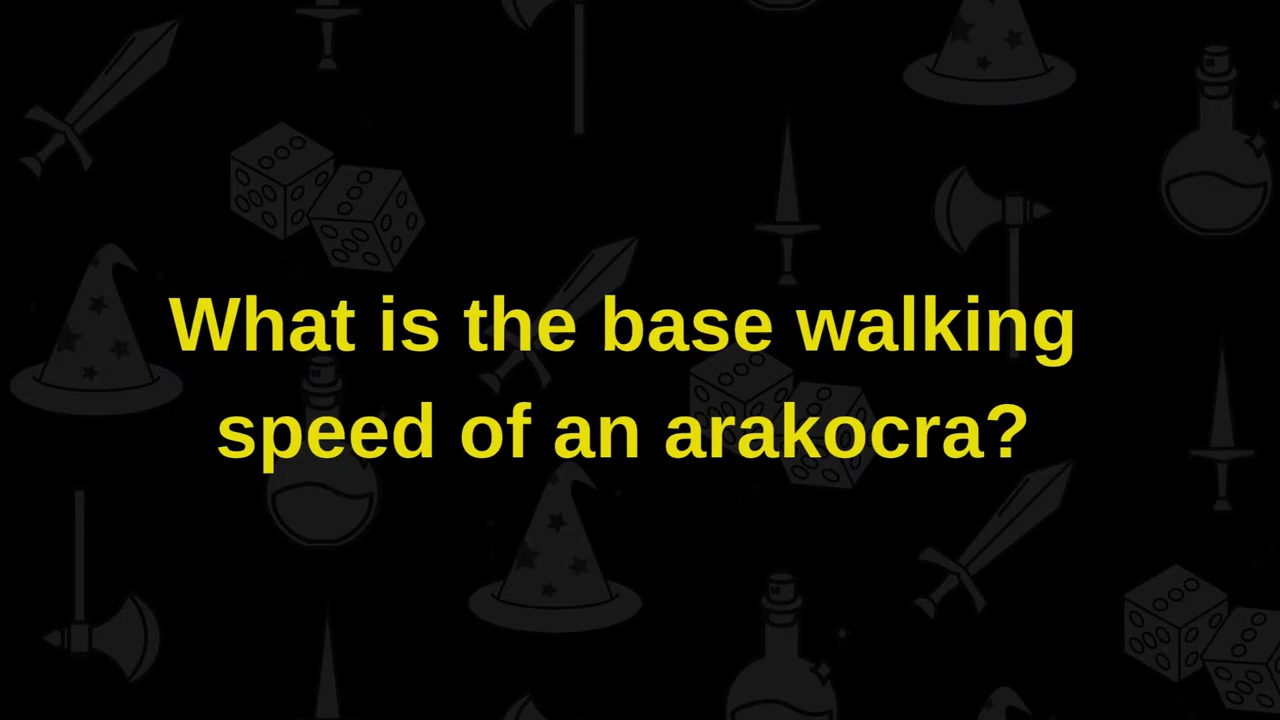 What is the base walking
speed of an arakocra?